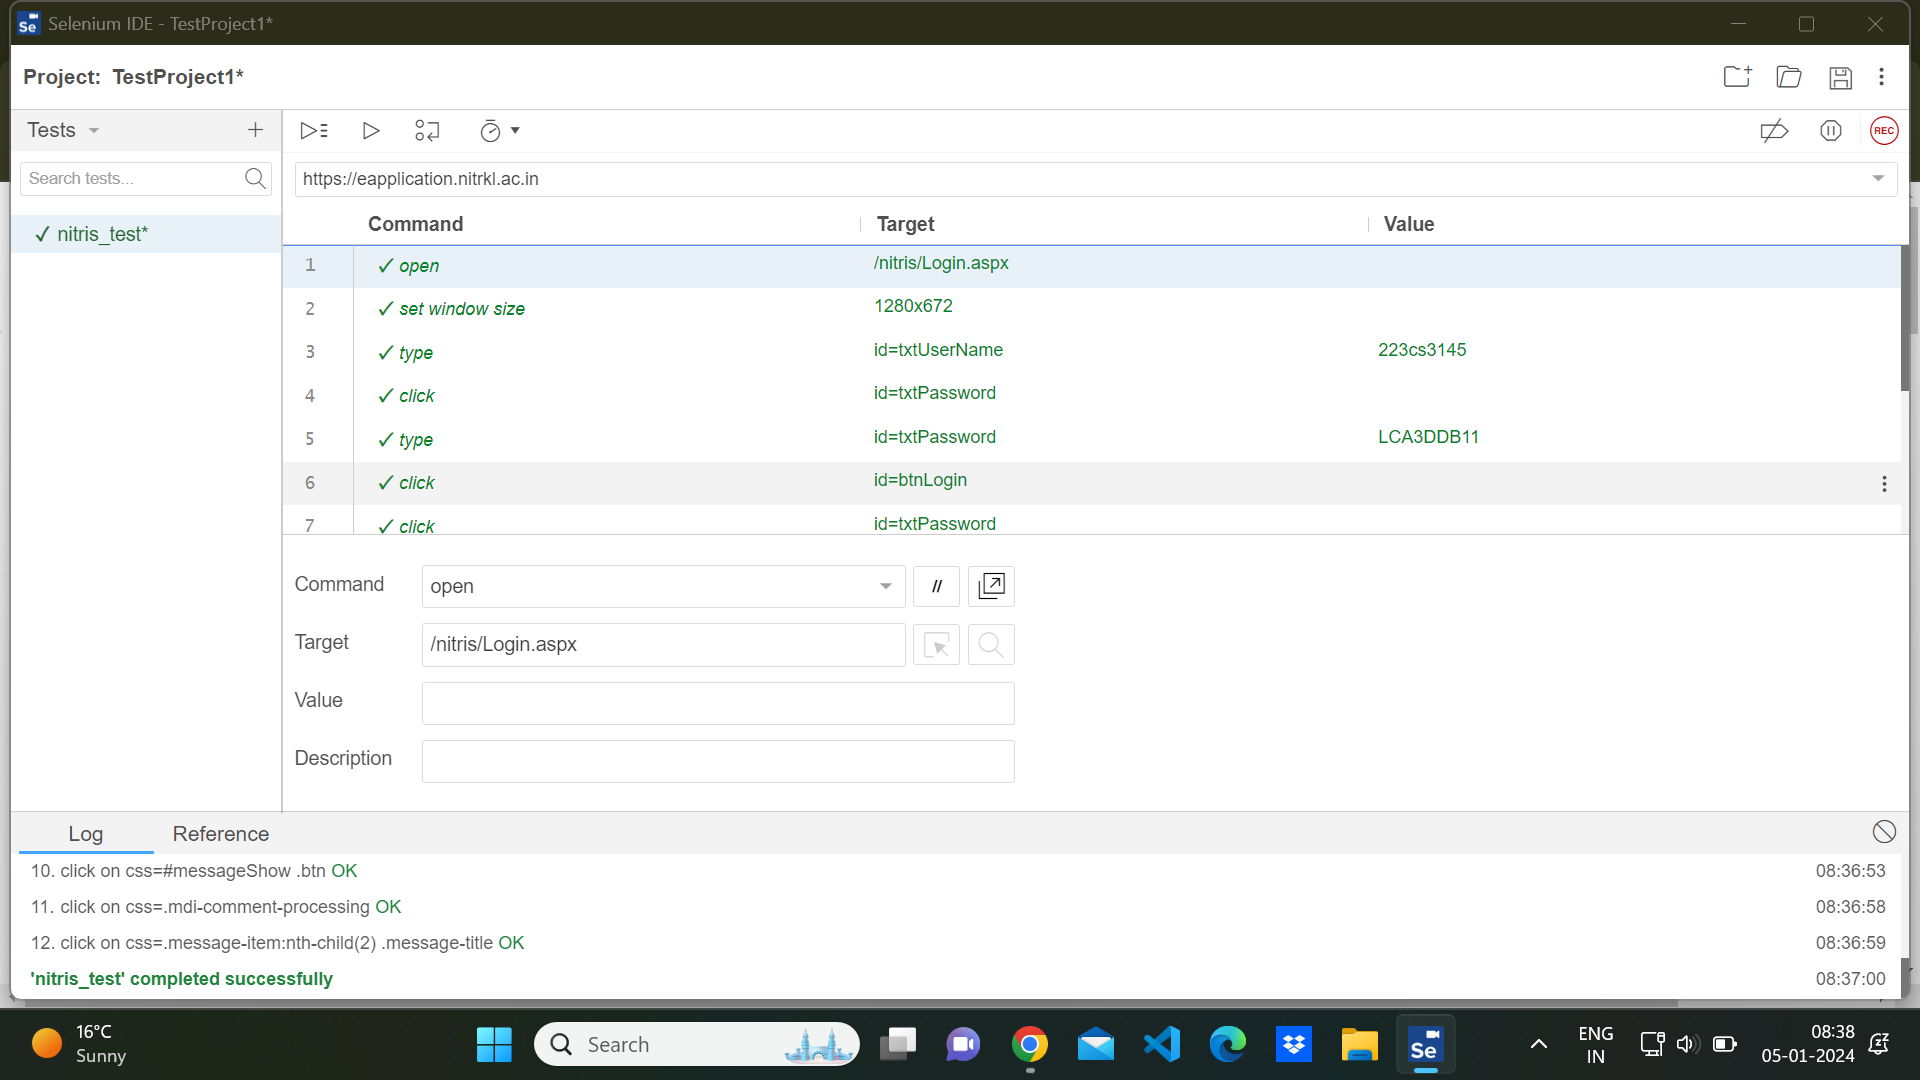 Selenium IDE - TestProject1*
Project: TestProject1*
Tests
REC
Search tests...
https://eapplication.nitrkl.ac.in
Command Target Value
✓ nitris_test*
1 ✓ open /nitris/Login.aspx
2 ✓ set window size 1280x672
3 ✓ type id=txtUserName 223cs3145
4 ✓ click id=txtPassword
5 ✓ type id=txtPassword LCA3DDB11
6 ✓ click id=btnLogin
7 ✓ click id=txtPassword
Command open //
Target /nitris/Login.aspx
Value
Description
Log Reference
10. click on css=#messageShow .btn OK 08:36:53
11. click on css=.mdi-comment-processing OK 08:36:58
12. click on css=.message-item:nth-child(2) .message-title OK 08:36:59
'nitris_test' completed successfully 08:37:00
16°C
Sunny
Search
Se
ENG
IN
08:38
05-01-2024